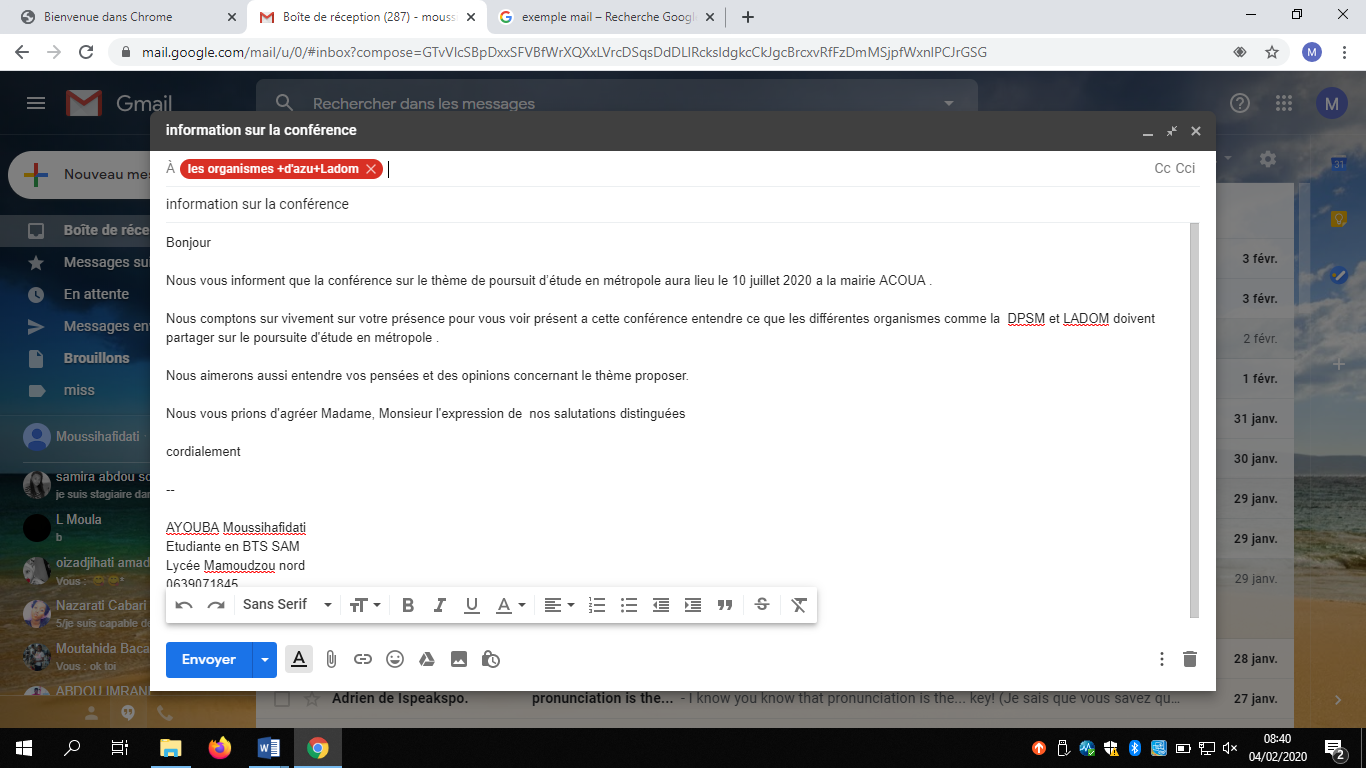 Bienvenue dans Chrome
Boîte de réception (287) - mouss
exemple mail – Recherche Google
mail.google.com/mail/u/0/#inbox?compose=
M
Gmail
Rechercher dans les messages
M
information sur la conférence
À les organismes +d'azu+Ladom
Cc Cci
information sur la conférence
Bonjour
Nous vous informent que la conférence sur le thème de poursuit d'étude en métropole aura lieu le 10 juillet 2020 a la mairie ACOUA .
Nous comptons sur vivement sur votre présence pour vous voir présent a cette conférence entendre ce que les différentes organismes comme la DPSM et LADOM doivent
partager sur le poursuite d'étude en métropole .
Nous aimerons aussi entendre vos pensées et des opinions concernant le thème proposer.
Nous vous prions d'agréer Madame, Monsieur l'expression de nos salutations distinguées
cordialement
--
AYOUBA Moussihafidati
Etudiante en BTS SAM
Lycée Mamoudzou nord
0639071845
Sans Serif
Envoyer
Nouveau mes
Boîte de réce
Messages sui
En attente
Messages env
Brouillons
miss
Moussihafidati
samira abdou so
je suis stagiaire dan
L Moula
b
oizadjihati amad
Vous :
Nazarati Cabari
5/je suis capable de
Moutahida Baca
Vous : ok toi
ABDOU IMRANE
31
3 févr.
3 févr.
2 févr.
1 févr.
31 janv.
30 janv.
29 janv.
29 janv.
29 janv.
28 janv.
Adrien de Ispeakspo. pronunciation is the... - I know you know that pronunciation is the... key! (Je sais que vous savez qu... 27 janv.
08:40
04/02/2020
2